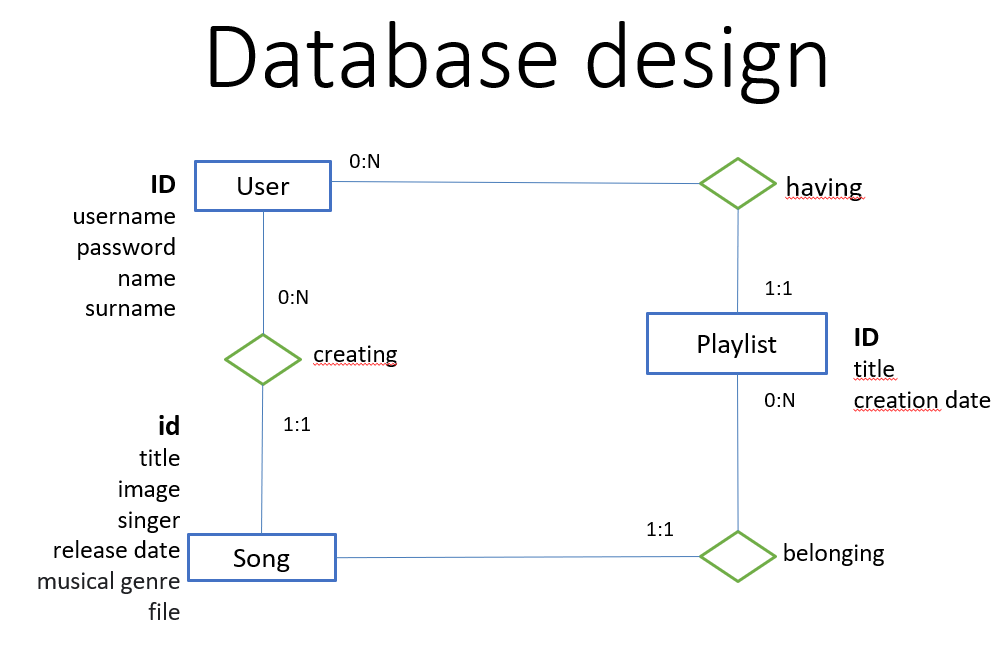 Database design
ID
username
password
name
surname
User
0:N
having
0:N
1:1
creating
Playlist
ID
title
creation date
0:N
1:1
id
title
image
singer
release date
musical genre
file
Song
1:1
belonging